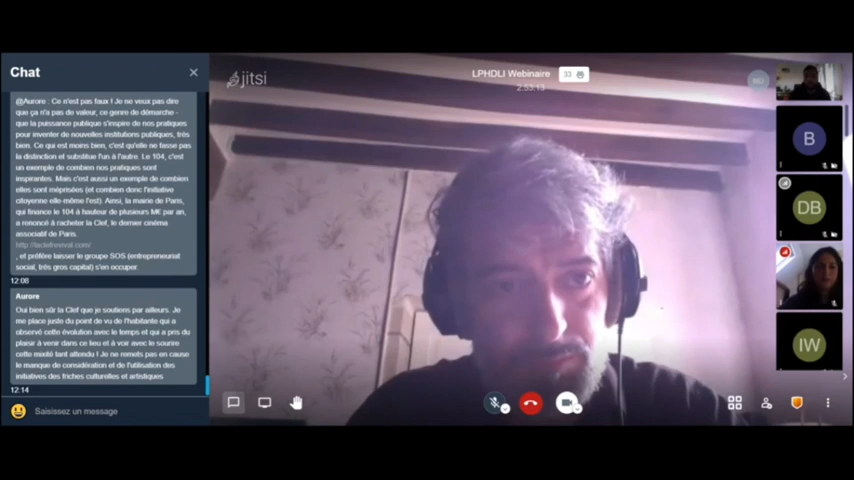 Chat
@Aurore : Ce n'est pas faux ! Je ne veux pas dire
que ça n'a pas de valeur, ce genre de démarche -
que la puissance publique s'inspire de nos pratiques
pour inventer de nouvelles institutions publiques, très
bien. Ce qui est moins bien, c'est qu'elle ne fasse pas
la distinction et substitue l'un à l'autre. Le 104, c'est
un exemple de combien nos pratiques sont
inspirantes. Mais c'est aussi un exemple de combien
elles sont méprisées (et combien donc l'initiative
citoyenne elle-même l'est). Ainsi, la mairie de Paris,
qui finance le 104 à hauteur de plusieurs M€ par an,
a renoncé à racheter la Clef, le dernier cinéma
associatif de Paris.
http://laclefrevival.com/
, et préfère laisser le groupe SOS (entrepreneuriat
social, très gros capital) s'en occuper.
12:08
Aurore
Oui bien sûr la Clef que je soutiens par ailleurs. Je
me place juste du point de vu de l'habitante qui a
observé cette évolution avec le temps et qui a pris du
plaisir à venir dans ce lieu et à voir avec le sourire
cette mixité tant attendu ! Je ne remets pas en cause
le manque de considération et de l'utilisation des
initiatives des friches culturelles et artistiques
12:14
Saisissez un message
jitsi
LPHDLI Webinaire
33
2:53:13
B
DB
IW